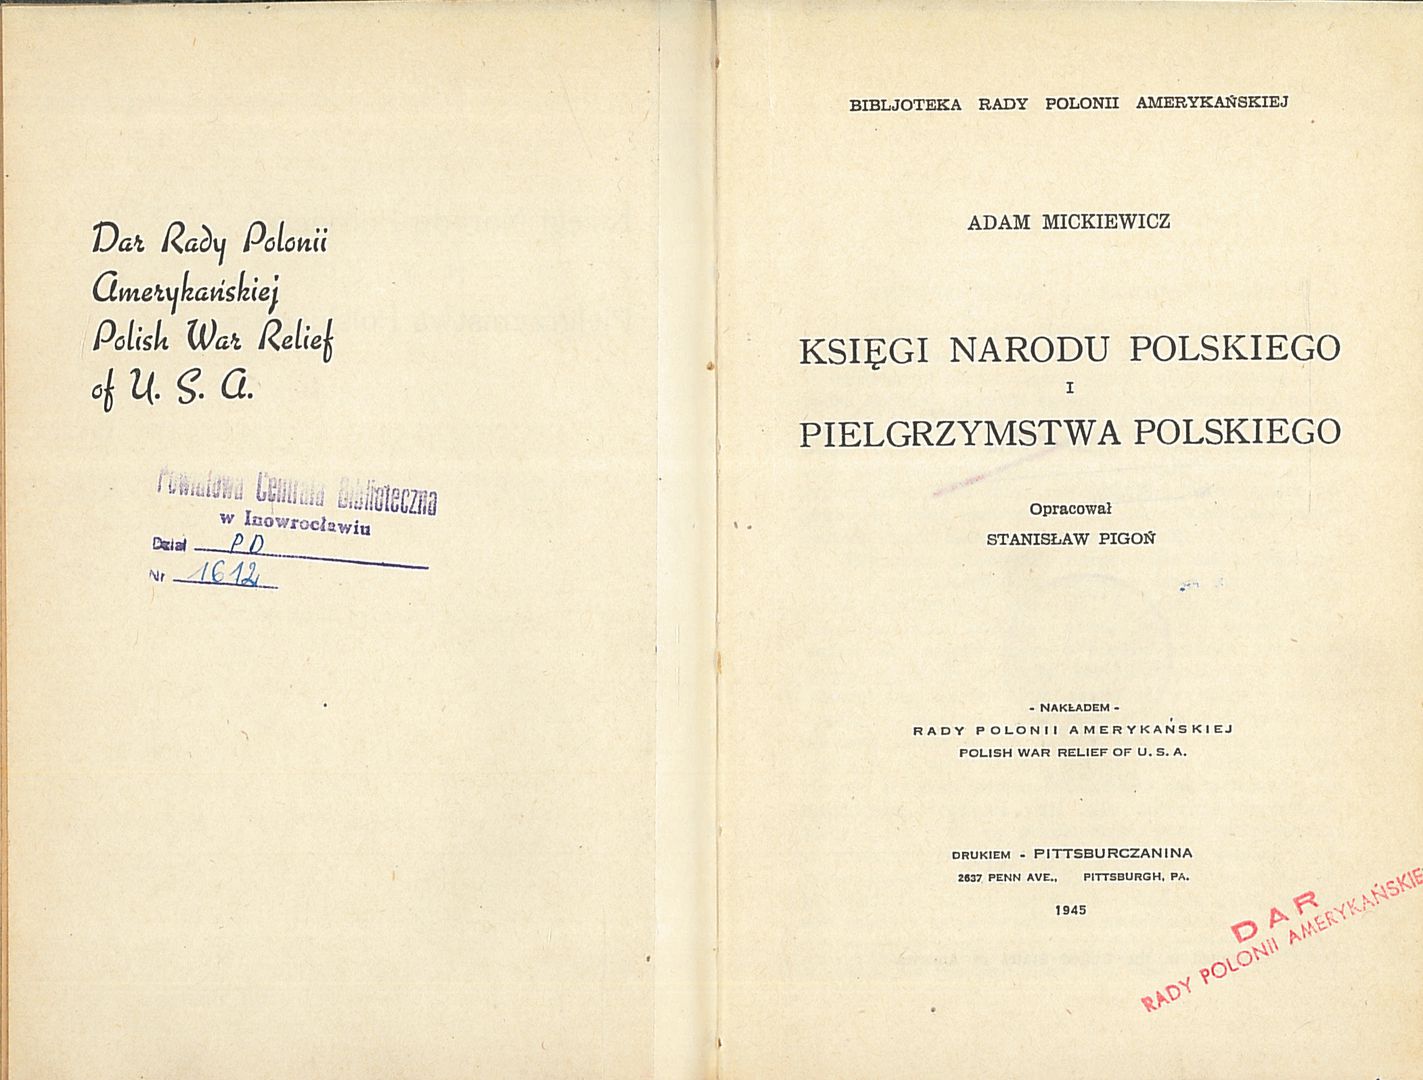 Dar Rady Polonii
Amerykańskiej
Polish War Relief
of U. S. A.
Powiatowa Centrala Biblioteczna
w Inowrocławiu
Dział PD
Nr 1612
BIBLJOTEKA RADY POLONII AMERYKAŃSKIEJ
ADAM MICKIEWICZ
KSIĘGI NARODU POLSKIEGO
I
PIELGRZYMSTWA POLSKIEGO
Opracował
STANISŁAW PIGOŃ
- NAKŁADEM -
RADY POLONII AMERYKAŃSKIEJ
POLISH WAR RELIEF OF U. S. A.
DRUKIEM - PITTSBURCZANINA
2637 PENN AVE., PITTSBURGH, PA.
1945
DAR
RADY POLONII AMERYKAŃSKIE